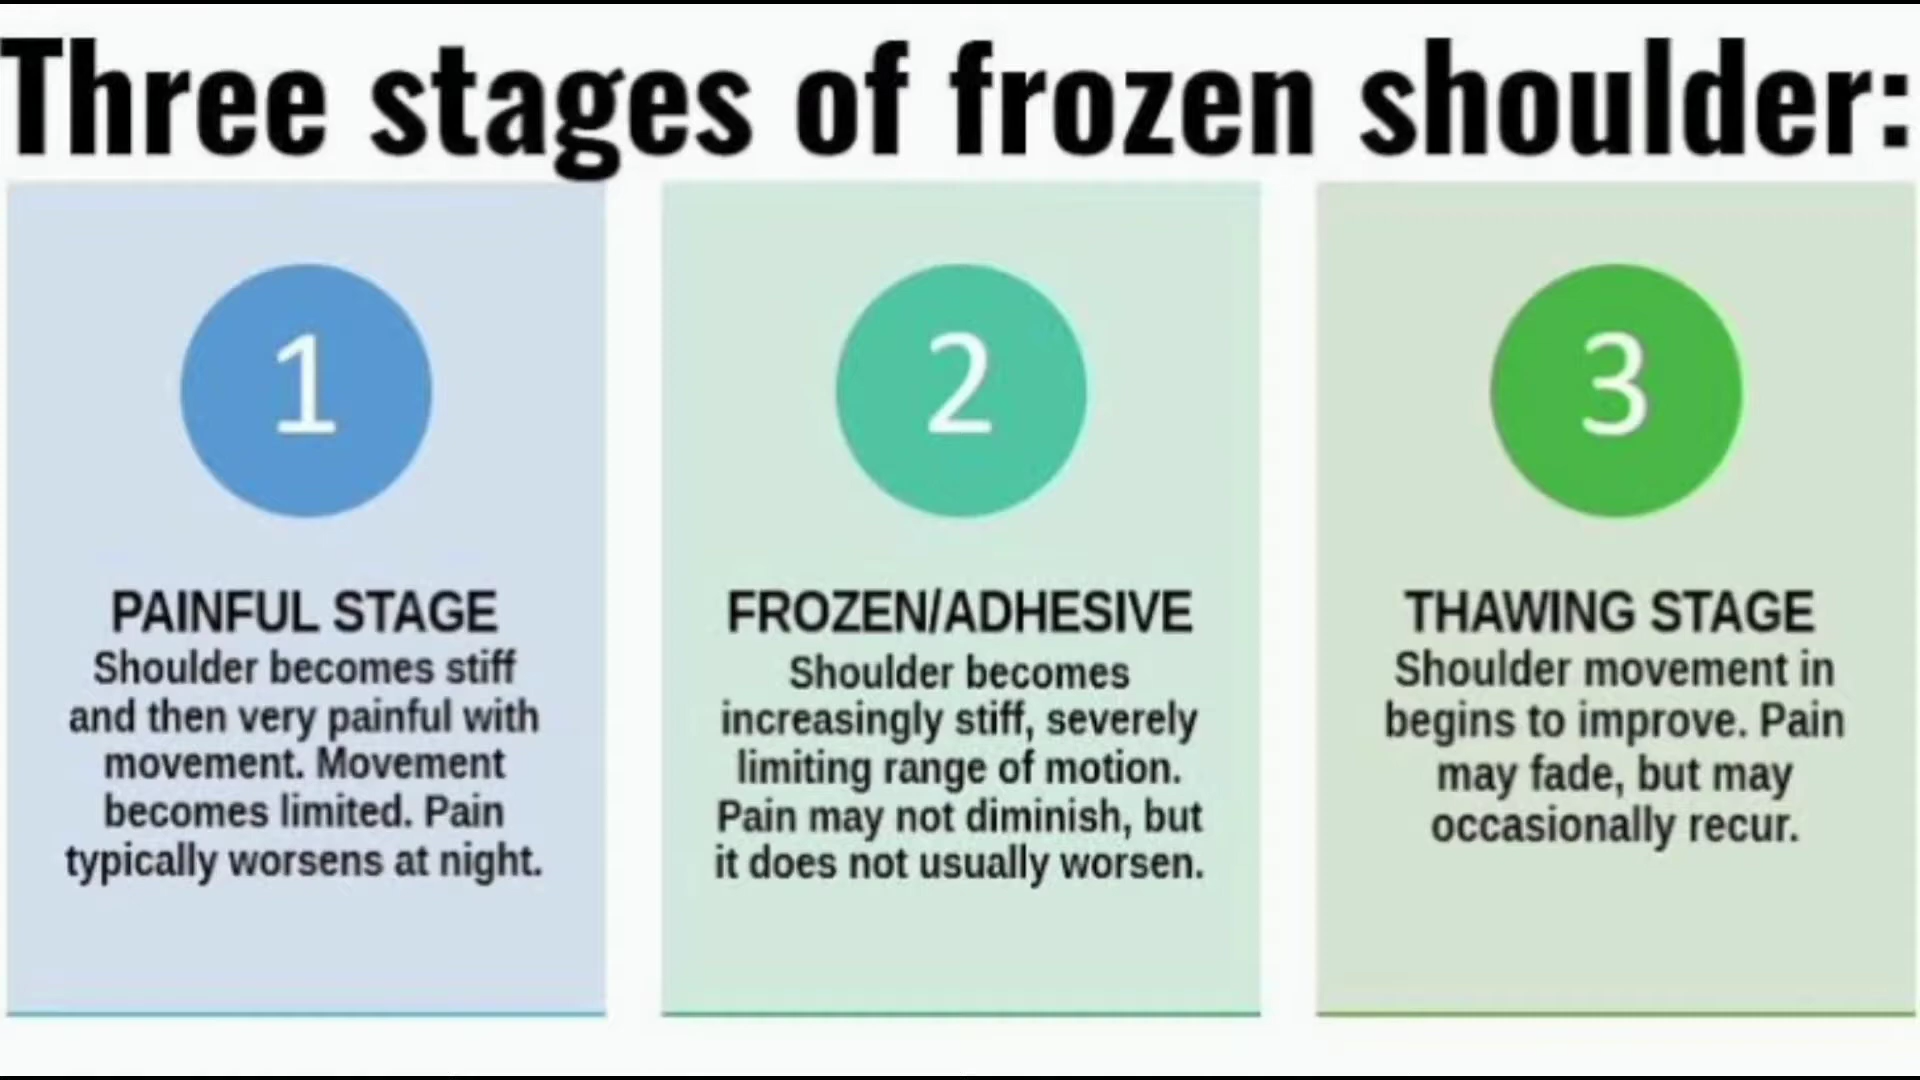 Three stages of frozen shoulder:
1
PAINFUL STAGE
Shoulder becomes stiff
and then very painful with
movement. Movement
becomes limited. Pain
typically worsens at night.
2
FROZEN/ADHESIVE
Shoulder becomes
increasingly stiff, severely
limiting range of motion.
Pain may not diminish, but
it does not usually worsen.
3
THAWING STAGE
Shoulder movement in
begins to improve. Pain
may fade, but may
occasionally recur.